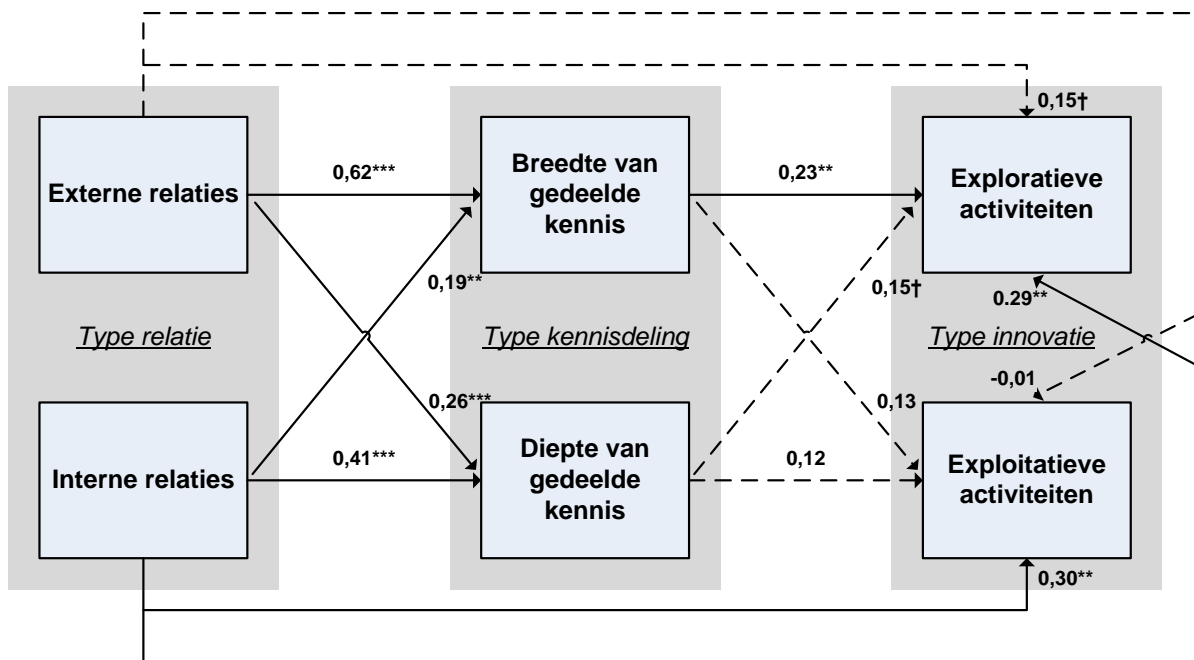 0,15†
Externe relaties
0,62***
Breedte van
gedeelde
kennis
0,23**
Exploratieve
activiteiten
0,19**
0,15†
0.29**
Type relatie
Type kennisdeling
Type innovatie
-0,01
0,26***
0,13
Interne relaties
0,41***
Diepte van
gedeelde
kennis
0,12
Exploitatieve
activiteiten
0,30**